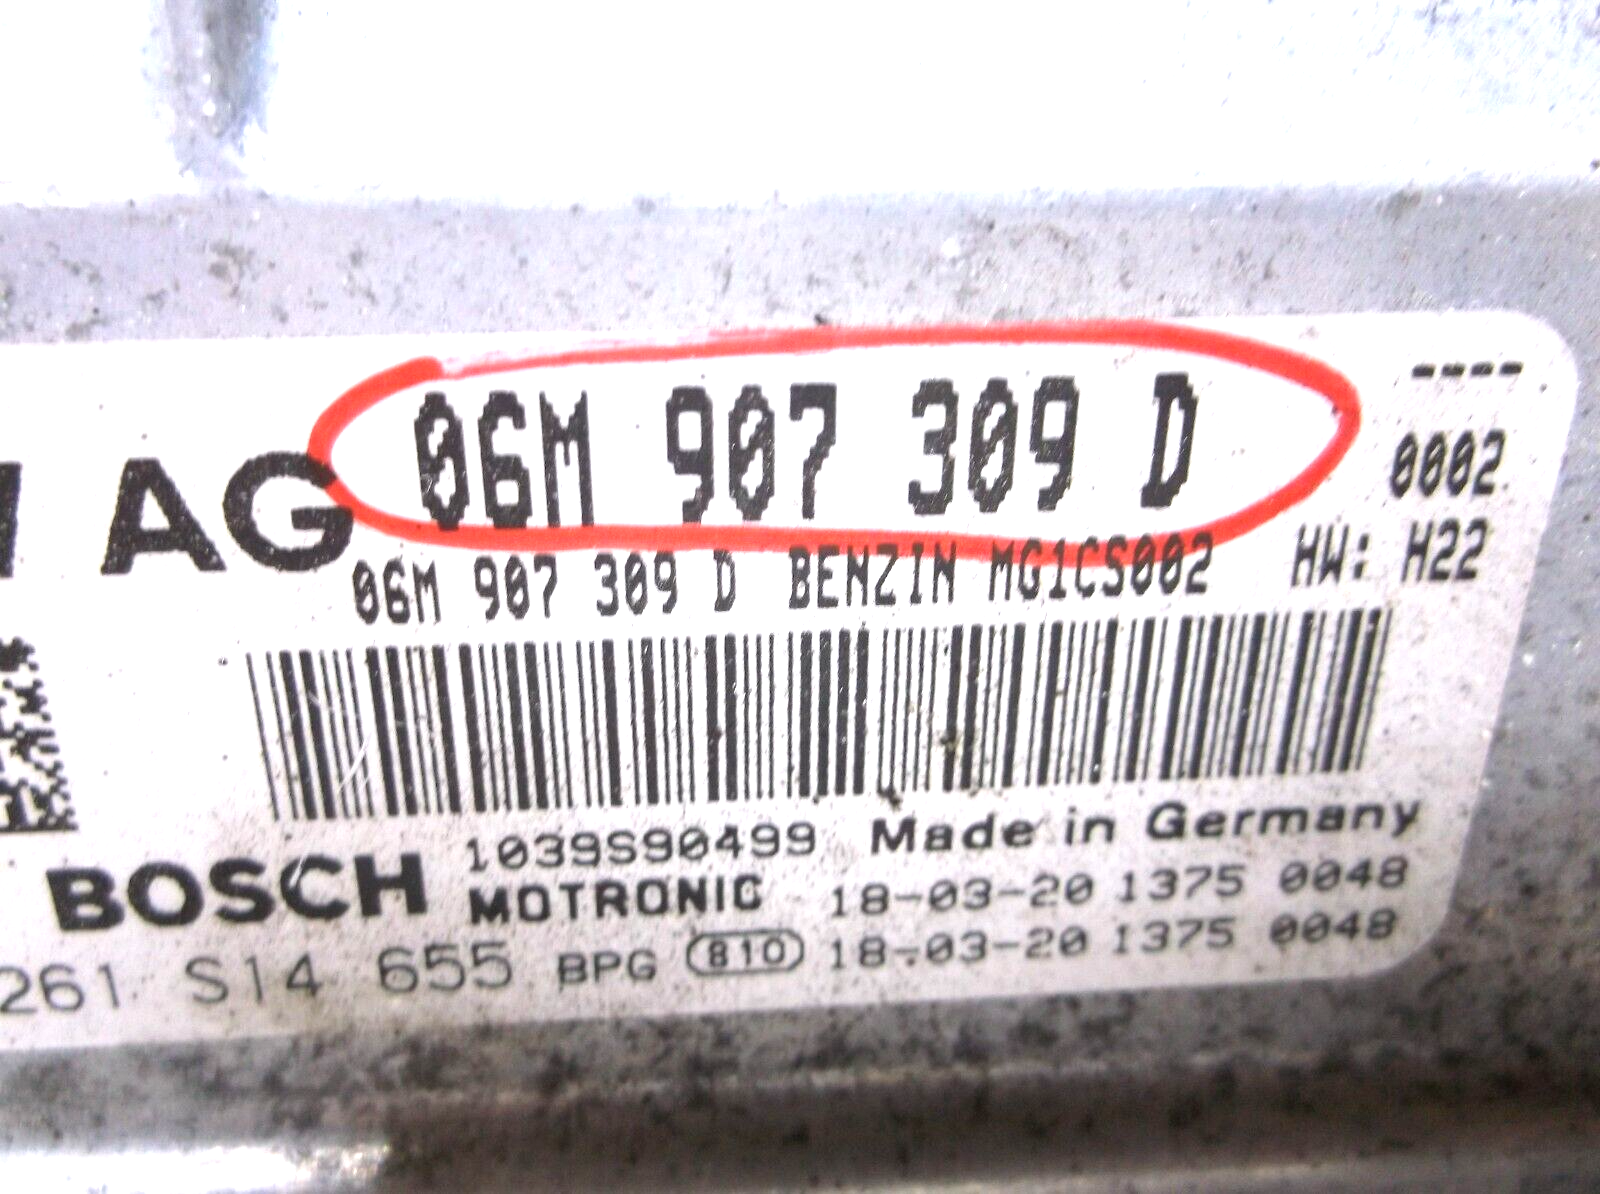 AG 06M 907 309 D ----
0002
06M 907 309 D BENZIN MG1CS002 HW: H22
BOSCH 1039S90499 Made in Germany
MOTRONIC 18-03-20 1375 0048
261 S14 655 BPG 810 18-03-20 1375 0048